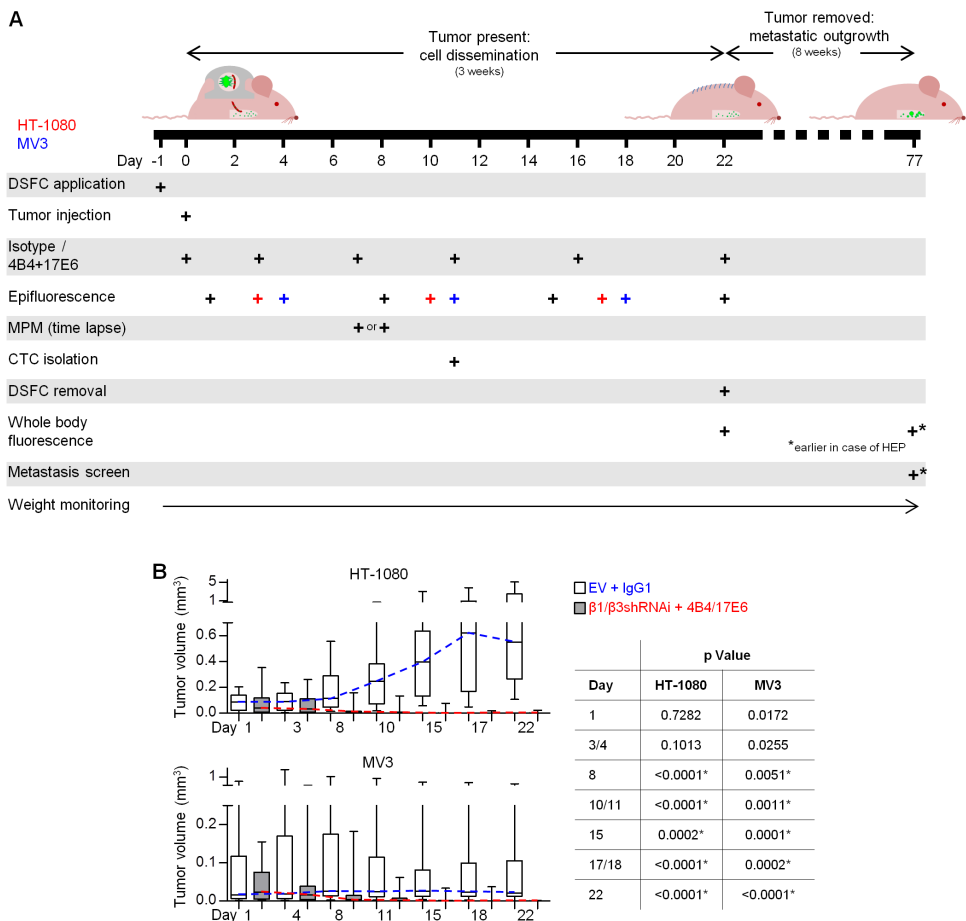 A
Tumor present:
cell dissemination
(3 weeks)
Tumor removed:
metastatic outgrowth
(8 weeks)
HT-1080
MV3
Day -1 0 2 4 6 8 10 12 14 16 18 20 22 77
DSFC application +
Tumor injection +
Isotype /
4B4+17E6 + + + + + +
Epifluorescence + + + + + + + + + +
MPM (time lapse) + or +
CTC isolation +
DSFC removal +
Whole body
fluorescence + +*
*earlier in case of HEP
Metastasis screen +*
Weight monitoring
B
HT-1080
Tumor volume (mm³)
5
1
0.6
0.4
0.2
0.0
Day 1 3 8 10 15 17 22
MV3
Tumor volume (mm³)
1
0.2
0.1
0.0
Day 1 4 8 11 15 18 22
EV + IgG1
β1/β3shRNAi + 4B4/17E6
p Value
Day HT-1080 MV3
1 0.7282 0.0172
3/4 0.1013 0.0255
8 <0.0001* 0.0051*
10/11 <0.0001* 0.0011*
15 0.0002* 0.0001*
17/18 <0.0001* 0.0002*
22 <0.0001* <0.0001*